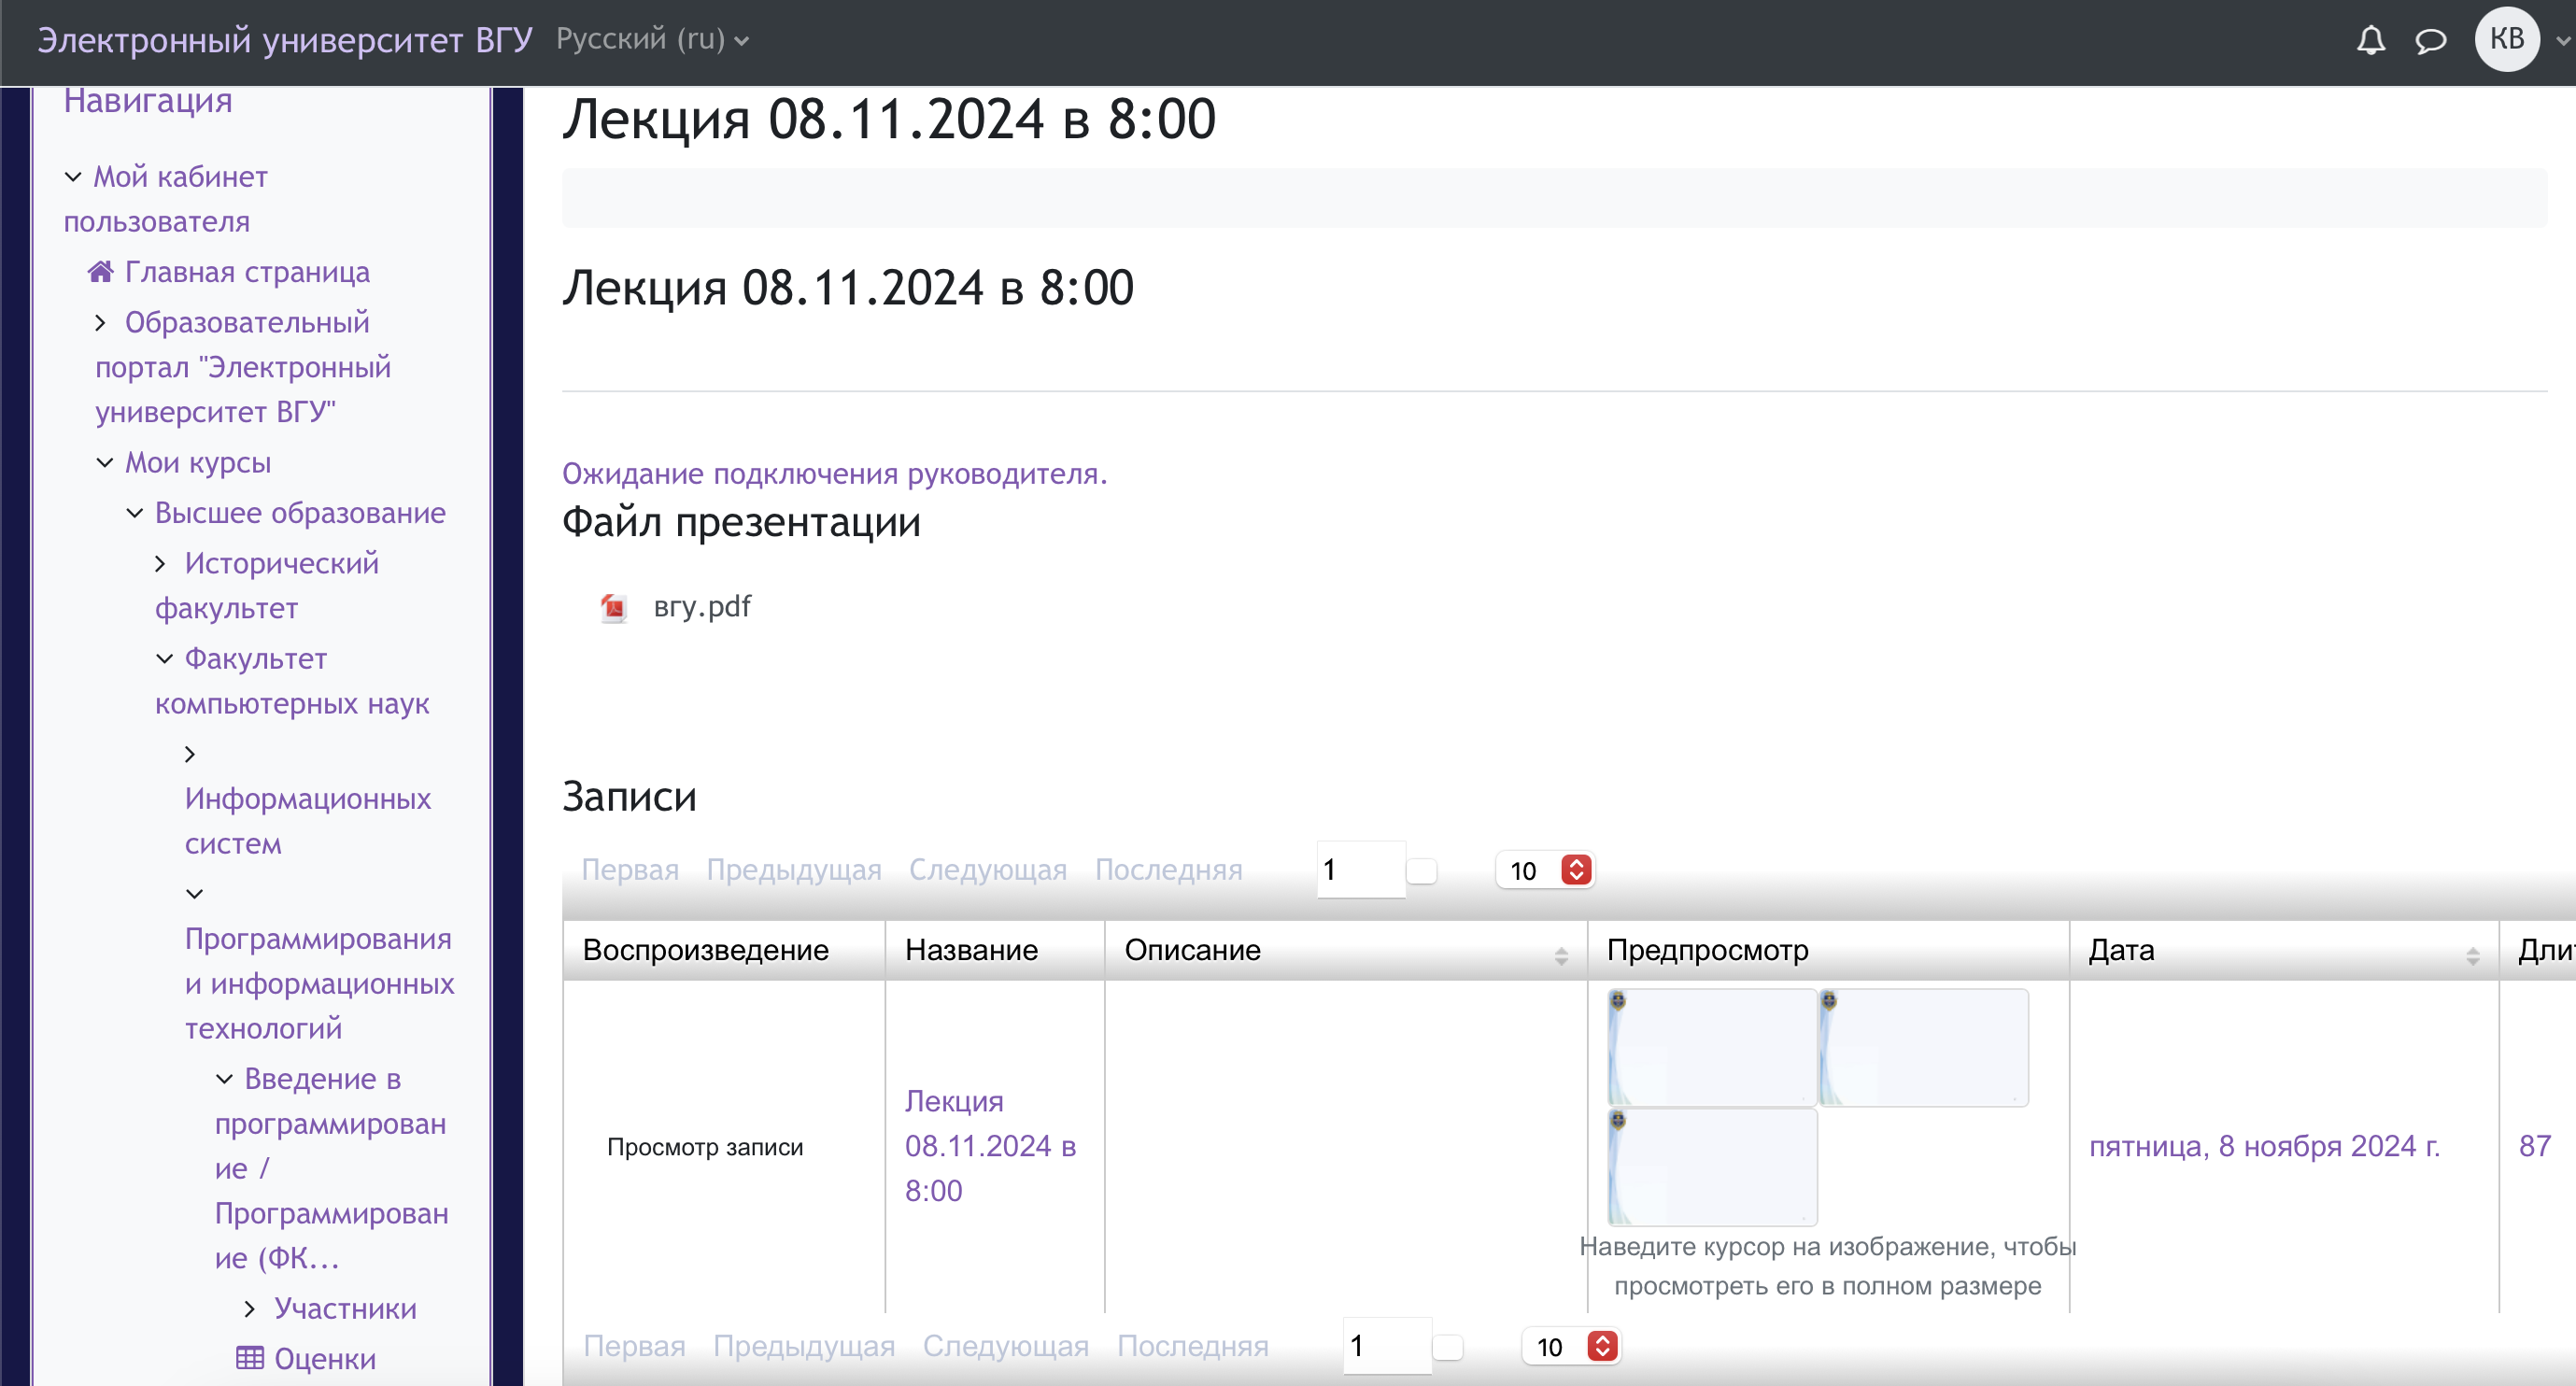 Электронный университет ВГУ Русский (ru)
КВ
Навигация
Мой кабинет
пользователя
Главная страница
Образовательный
портал "Электронный
университет ВГУ"
Мои курсы
Высшее образование
Исторический
факультет
Факультет
компьютерных наук
Информационных
систем
Программирования
и информационных
технологий
Введение в
программирован
ие /
Программирован
ие (ФК...
Участники
Оценки
Лекция 08.11.2024 в 8:00
Лекция 08.11.2024 в 8:00
Ожидание подключения руководителя.
Файл презентации
вгу.pdf
Записи
Первая Предыдущая Следующая Последняя 1 10
Воспроизведение Название Описание Предпросмотр Дата Дли
Просмотр записи
Лекция
08.11.2024 в
8:00
Наведите курсор на изображение, чтобы
просмотреть его в полном размере
пятница, 8 ноября 2024 г.
87
Первая Предыдущая Следующая Последняя 1 10